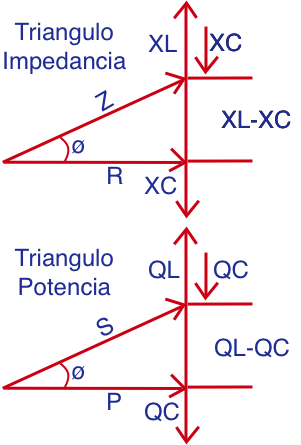 Triangulo
Impedancia
XL
XC
Z
XL-XC
ø
R
XC
Triangulo
Potencia
QL
QC
S
QL-QC
ø
P
QC